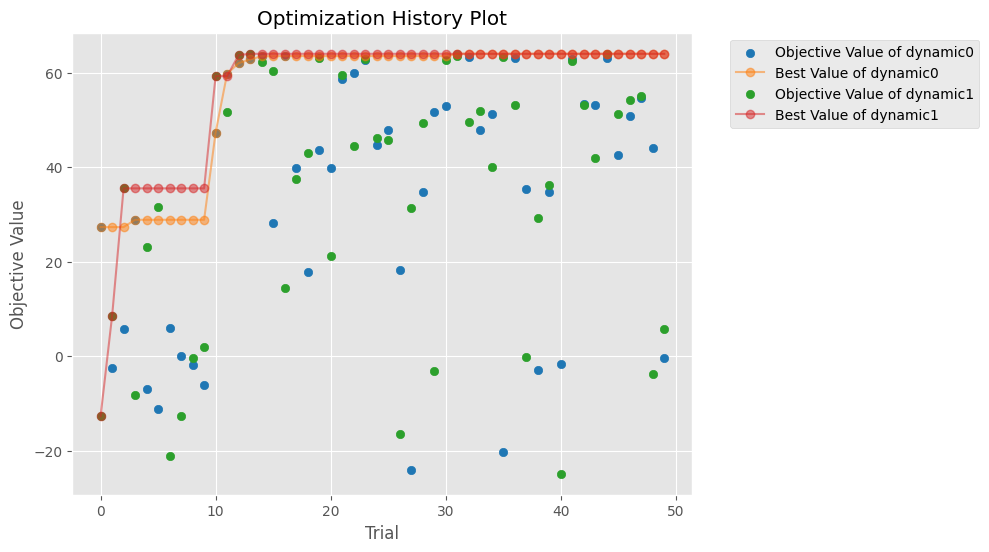 Optimization History Plot
Objective Value
60
40
20
0
−20
0
10
20
30
40
50
Trial
Objective Value of dynamic0
Best Value of dynamic0
Objective Value of dynamic1
Best Value of dynamic1